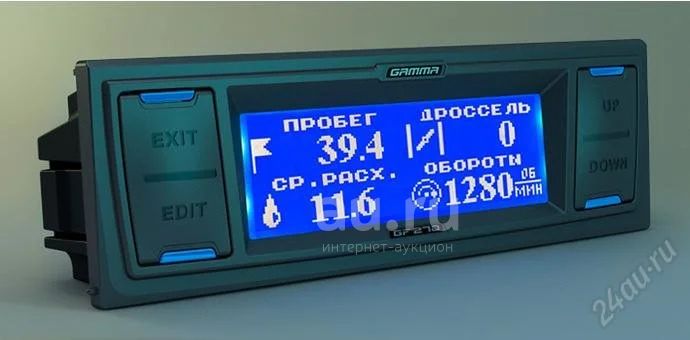 GAMMA
EXIT
EDIT
ПРОБЕГ
39.4
ДРОССЕЛЬ
0
СР.РАСХ.
11.6
ОБОРОТЫ
1280 ОБ МИН
UP
DOWN
au.ru
интернет-аукцион
24au.ru